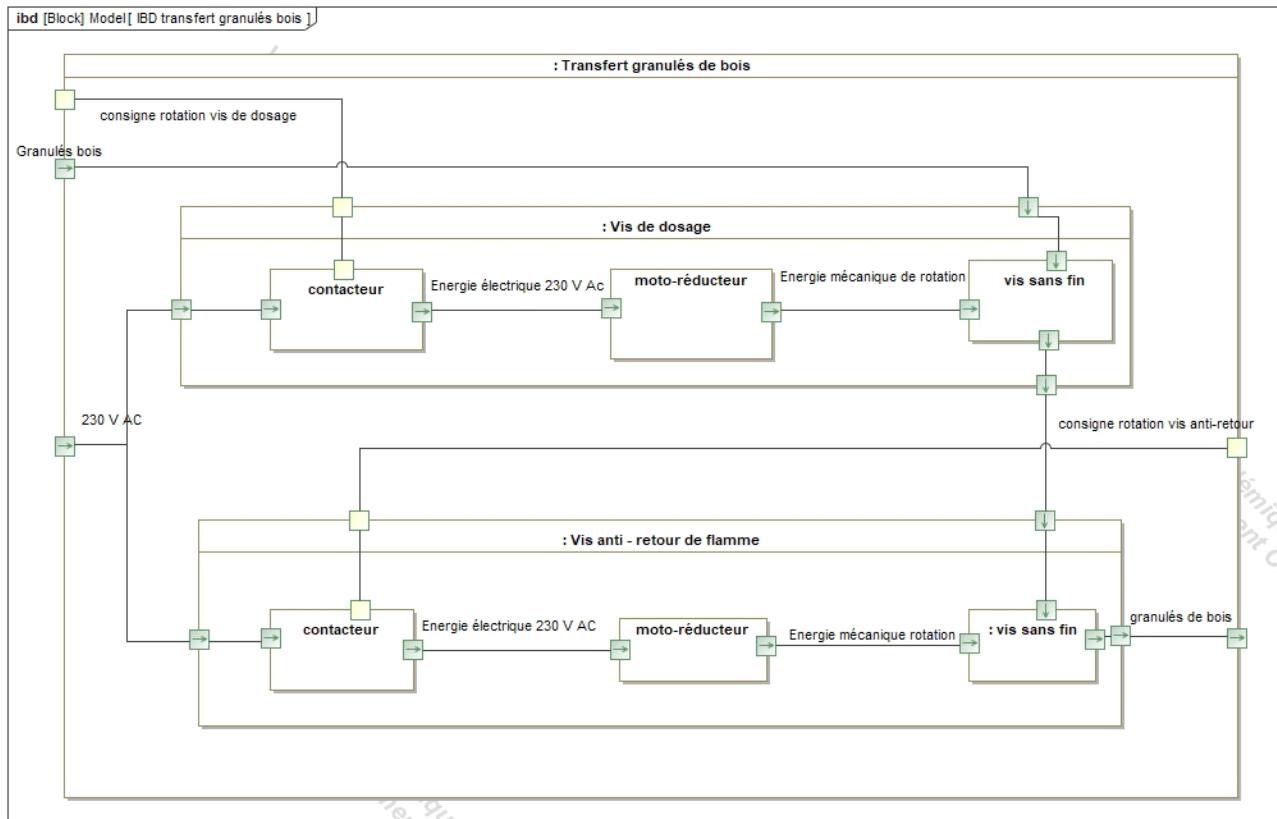 ibd [Block] Model[ IBD transfert granulés bois ]
: Transfert granulés de bois
consigne rotation vis de dosage
Granulés bois
: Vis de dosage
contacteur
Energie électrique 230 V Ac
moto-réducteur
Energie mécanique de rotation
vis sans fin
230 V AC
consigne rotation vis anti-retour
: Vis anti - retour de flamme
contacteur
Energie électrique 230 V AC
moto-réducteur
Energie mécanique rotation
: vis sans fin
granulés de bois